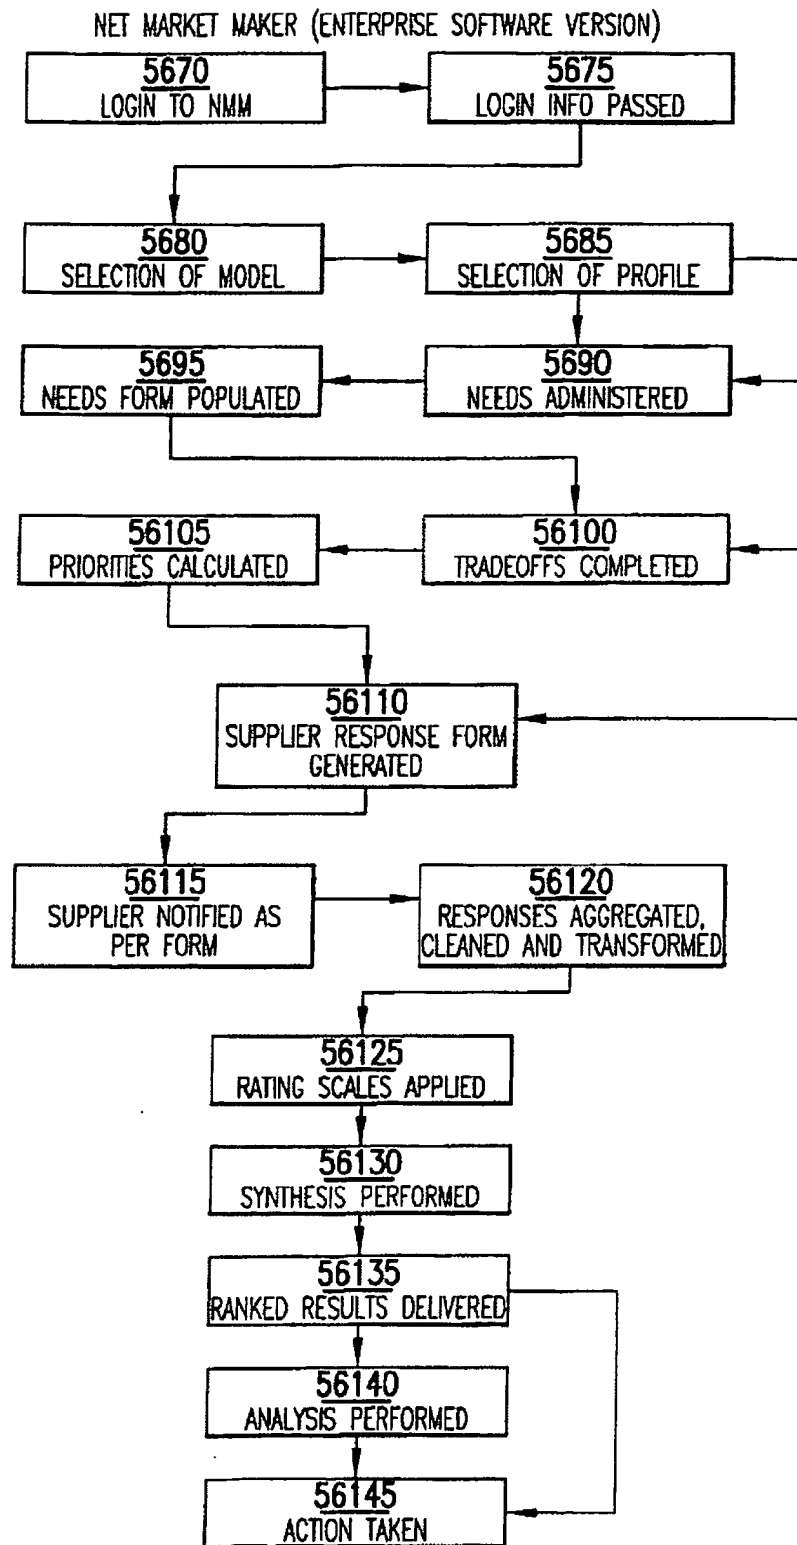 NET MARKET MAKER (ENTERPRISE SOFTWARE VERSION)
5670
LOGIN TO NMM
5675
LOGIN INFO PASSED
5680
SELECTION OF MODEL
5685
SELECTION OF PROFILE
5695
NEEDS FORM POPULATED
5690
NEEDS ADMINISTERED
56105
PRIORITIES CALCULATED
56100
TRADEOFFS COMPLETED
56110
SUPPLIER RESPONSE FORM
GENERATED
56115
SUPPLIER NOTIFIED AS
PER FORM
56120
RESPONSES AGGREGATED,
CLEANED AND TRANSFORMED
56125
RATING SCALES APPLIED
56130
SYNTHESIS PERFORMED
56135
RANKED RESULTS DELIVERED
56140
ANALYSIS PERFORMED
56145
ACTION TAKEN